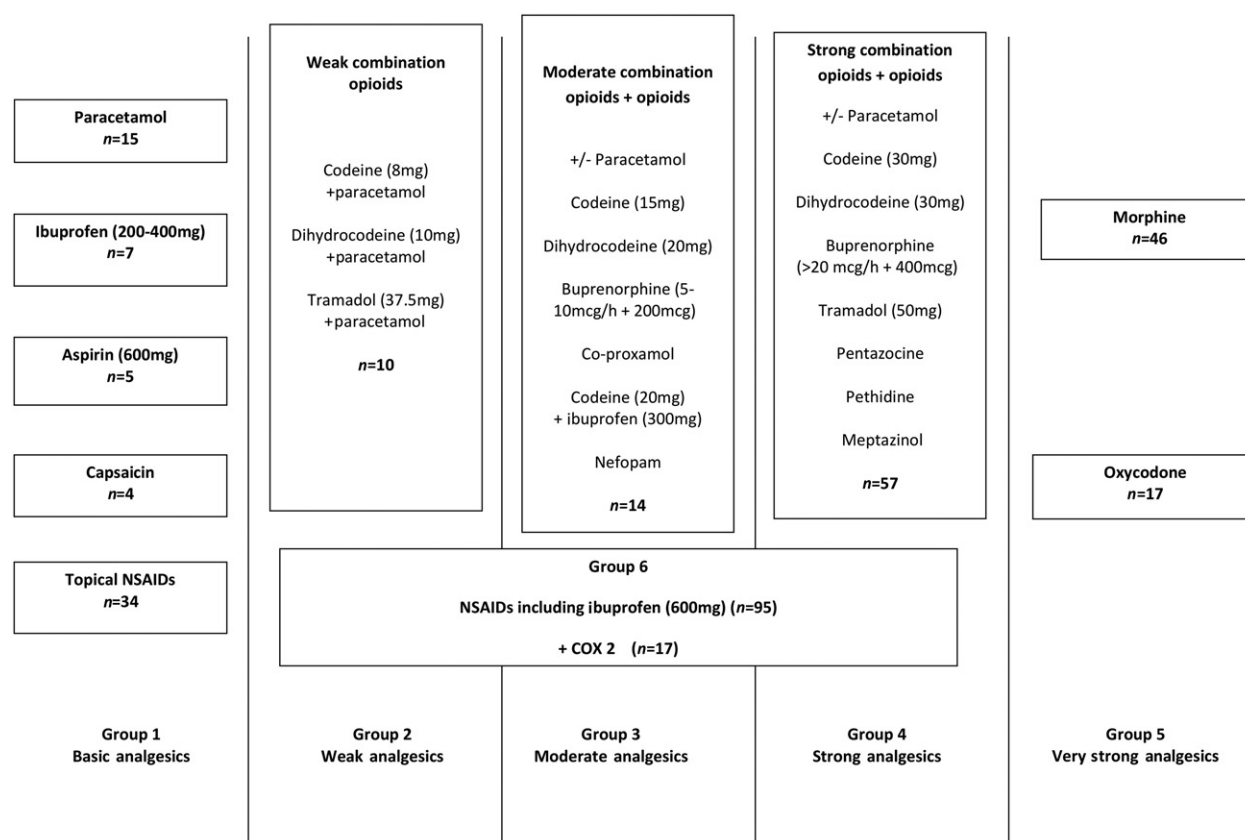 Paracetamol
n=15
Ibuprofen (200-400mg)
n=7
Aspirin (600mg)
n=5
Capsaicin
n=4
Topical NSAIDs
n=34
Group 1
Basic analgesics
Weak combination
opioids
Codeine (8mg)
+paracetamol
Dihydrocodeine (10mg)
+paracetamol
Tramadol (37.5mg)
+paracetamol
n=10
Group 2
Weak analgesics
Moderate combination
opioids + opioids
+/- Paracetamol
Codeine (15mg)
Dihydrocodeine (20mg)
Buprenorphine (5-
10mcg/h + 200mcg)
Co-proxamol
Codeine (20mg)
+ ibuprofen (300mg)
Nefopam
n=14
Group 3
Moderate analgesics
Strong combination
opioids + opioids
+/- Paracetamol
Codeine (30mg)
Dihydrocodeine (30mg)
Buprenorphine
(>20 mcg/h + 400mcg)
Tramadol (50mg)
Pentazocine
Pethidine
Meptazinol
n=57
Group 4
Strong analgesics
Morphine
n=46
Oxycodone
n=17
Group 5
Very strong analgesics
Group 6
NSAIDs including ibuprofen (600mg) (n=95)
+ COX 2 (n=17)